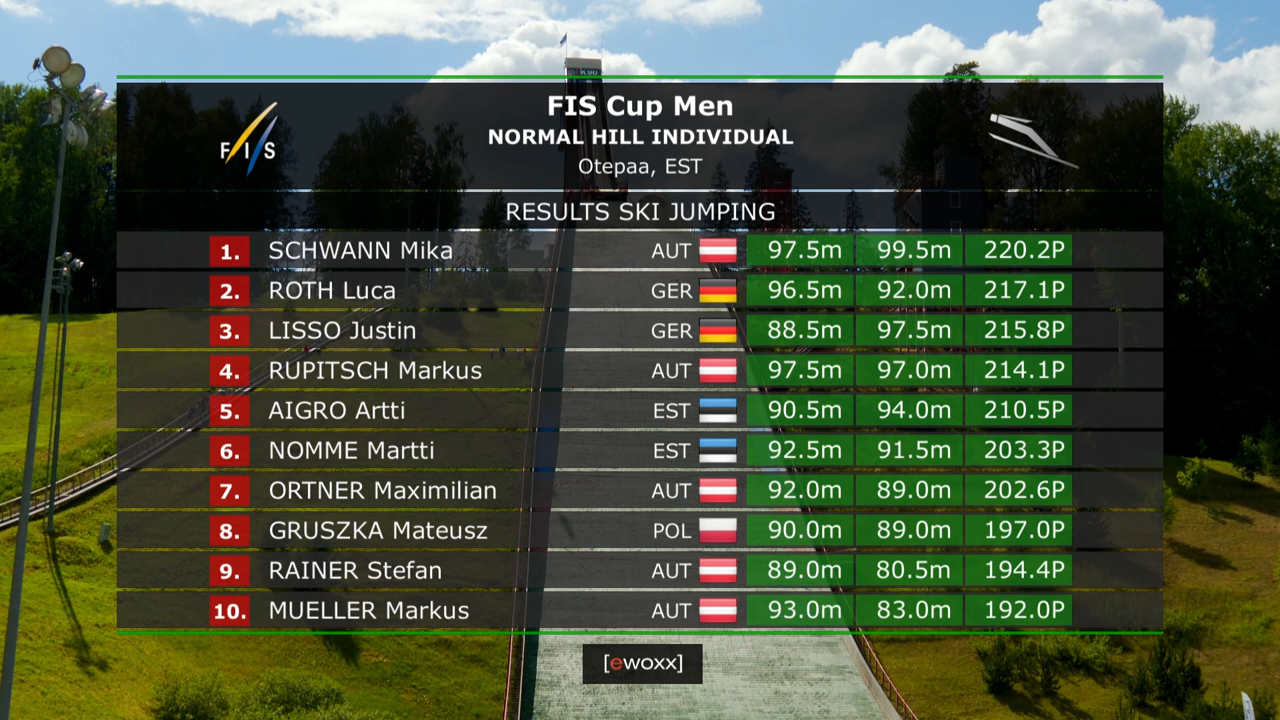 K90
FIS Cup Men
FIS
NORMAL HILL INDIVIDUAL
Otepaa, EST
RESULTS SKI JUMPING
1. SCHWANN Mika AUT 97.5m 99.5m 220.2P
2. ROTH Luca GER 96.5m 92.0m 217.1P
3. LISSO Justin GER 88.5m 97.5m 215.8P
4. RUPITSCH Markus AUT 97.5m 97.0m 214.1P
5. AIGRO Artti EST 90.5m 94.0m 210.5P
6. NOMME Martti EST 92.5m 91.5m 203.3P
7. ORTNER Maximilian AUT 92.0m 89.0m 202.6P
8. GRUSZKA Mateusz POL 90.0m 89.0m 197.0P
9. RAINER Stefan AUT 89.0m 80.5m 194.4P
10. MUELLER Markus AUT 93.0m 83.0m 192.0P
[ewoxx]